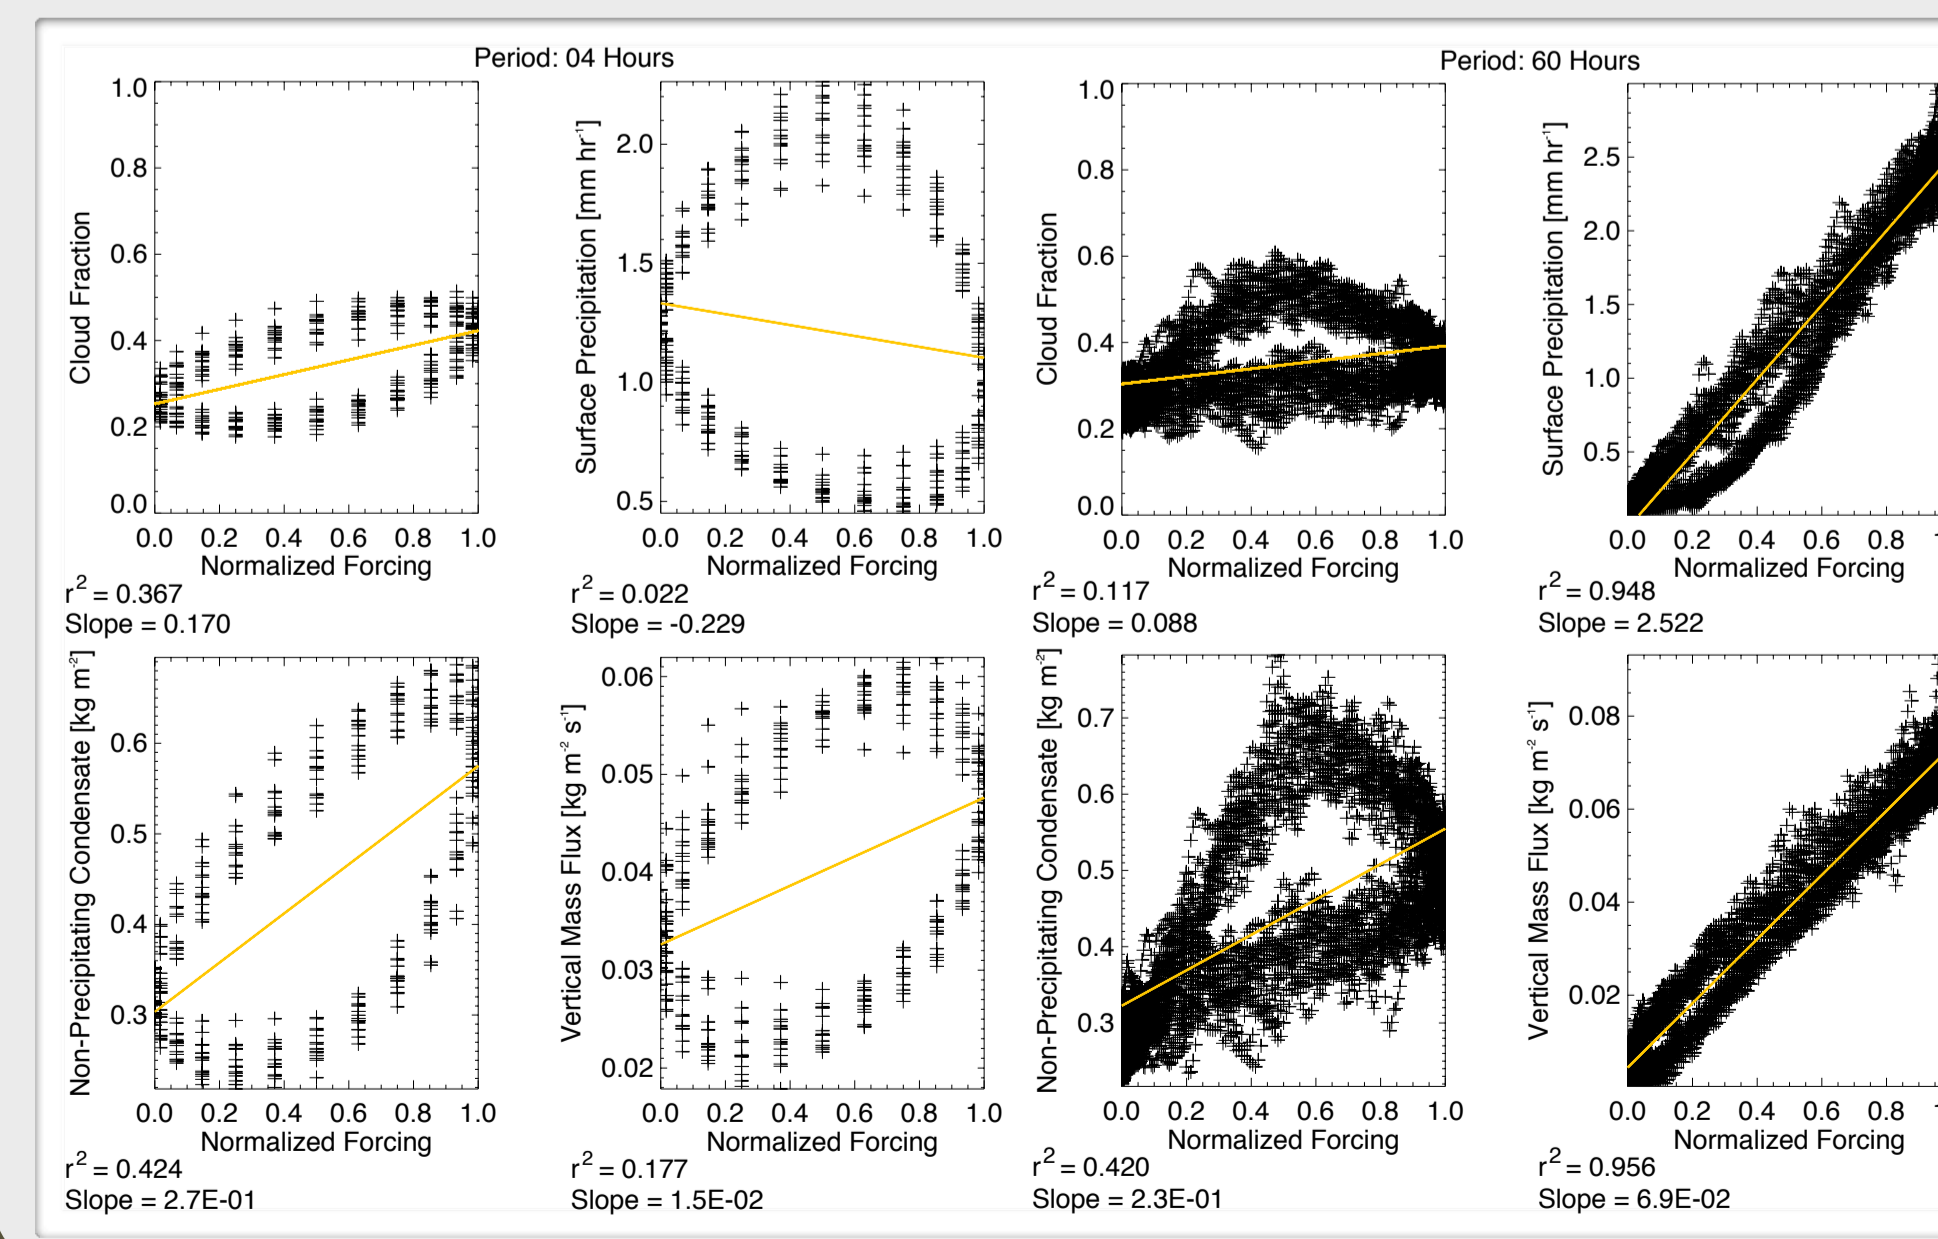 Period: 04 Hours
Period: 60 Hours
Cloud Fraction
1.0
0.8
0.6
0.4
0.2
0.0
0.0 0.2 0.4 0.6 0.8 1.0
Normalized Forcing
r² = 0.367
Slope = 0.170
Surface Precipitation [mm hr⁻¹]
2.0
1.5
1.0
0.5
0.0 0.2 0.4 0.6 0.8 1.0
Normalized Forcing
r² = 0.022
Slope = -0.229
Cloud Fraction
1.0
0.8
0.6
0.4
0.2
0.0
0.0 0.2 0.4 0.6 0.8 1.0
Normalized Forcing
r² = 0.117
Slope = 0.088
Surface Precipitation [mm hr⁻¹]
2.5
2.0
1.5
1.0
0.5
0.0 0.2 0.4 0.6 0.8
Normalized Forcing
r² = 0.948
Slope = 2.522
Non-Precipitating Condensate [kg m⁻²]
0.6
0.5
0.4
0.3
0.0 0.2 0.4 0.6 0.8 1.0
Normalized Forcing
r² = 0.424
Slope = 2.7E-01
Vertical Mass Flux [kg m⁻² s⁻¹]
0.06
0.05
0.04
0.03
0.02
0.0 0.2 0.4 0.6 0.8 1.0
Normalized Forcing
r² = 0.177
Slope = 1.5E-02
Non-Precipitating Condensate [kg m⁻²]
0.7
0.6
0.5
0.4
0.3
0.0 0.2 0.4 0.6 0.8 1.0
Normalized Forcing
r² = 0.420
Slope = 2.3E-01
Vertical Mass Flux [kg m⁻² s⁻¹]
0.08
0.06
0.04
0.02
0.0 0.2 0.4 0.6 0.8
Normalized Forcing
r² = 0.956
Slope = 6.9E-02